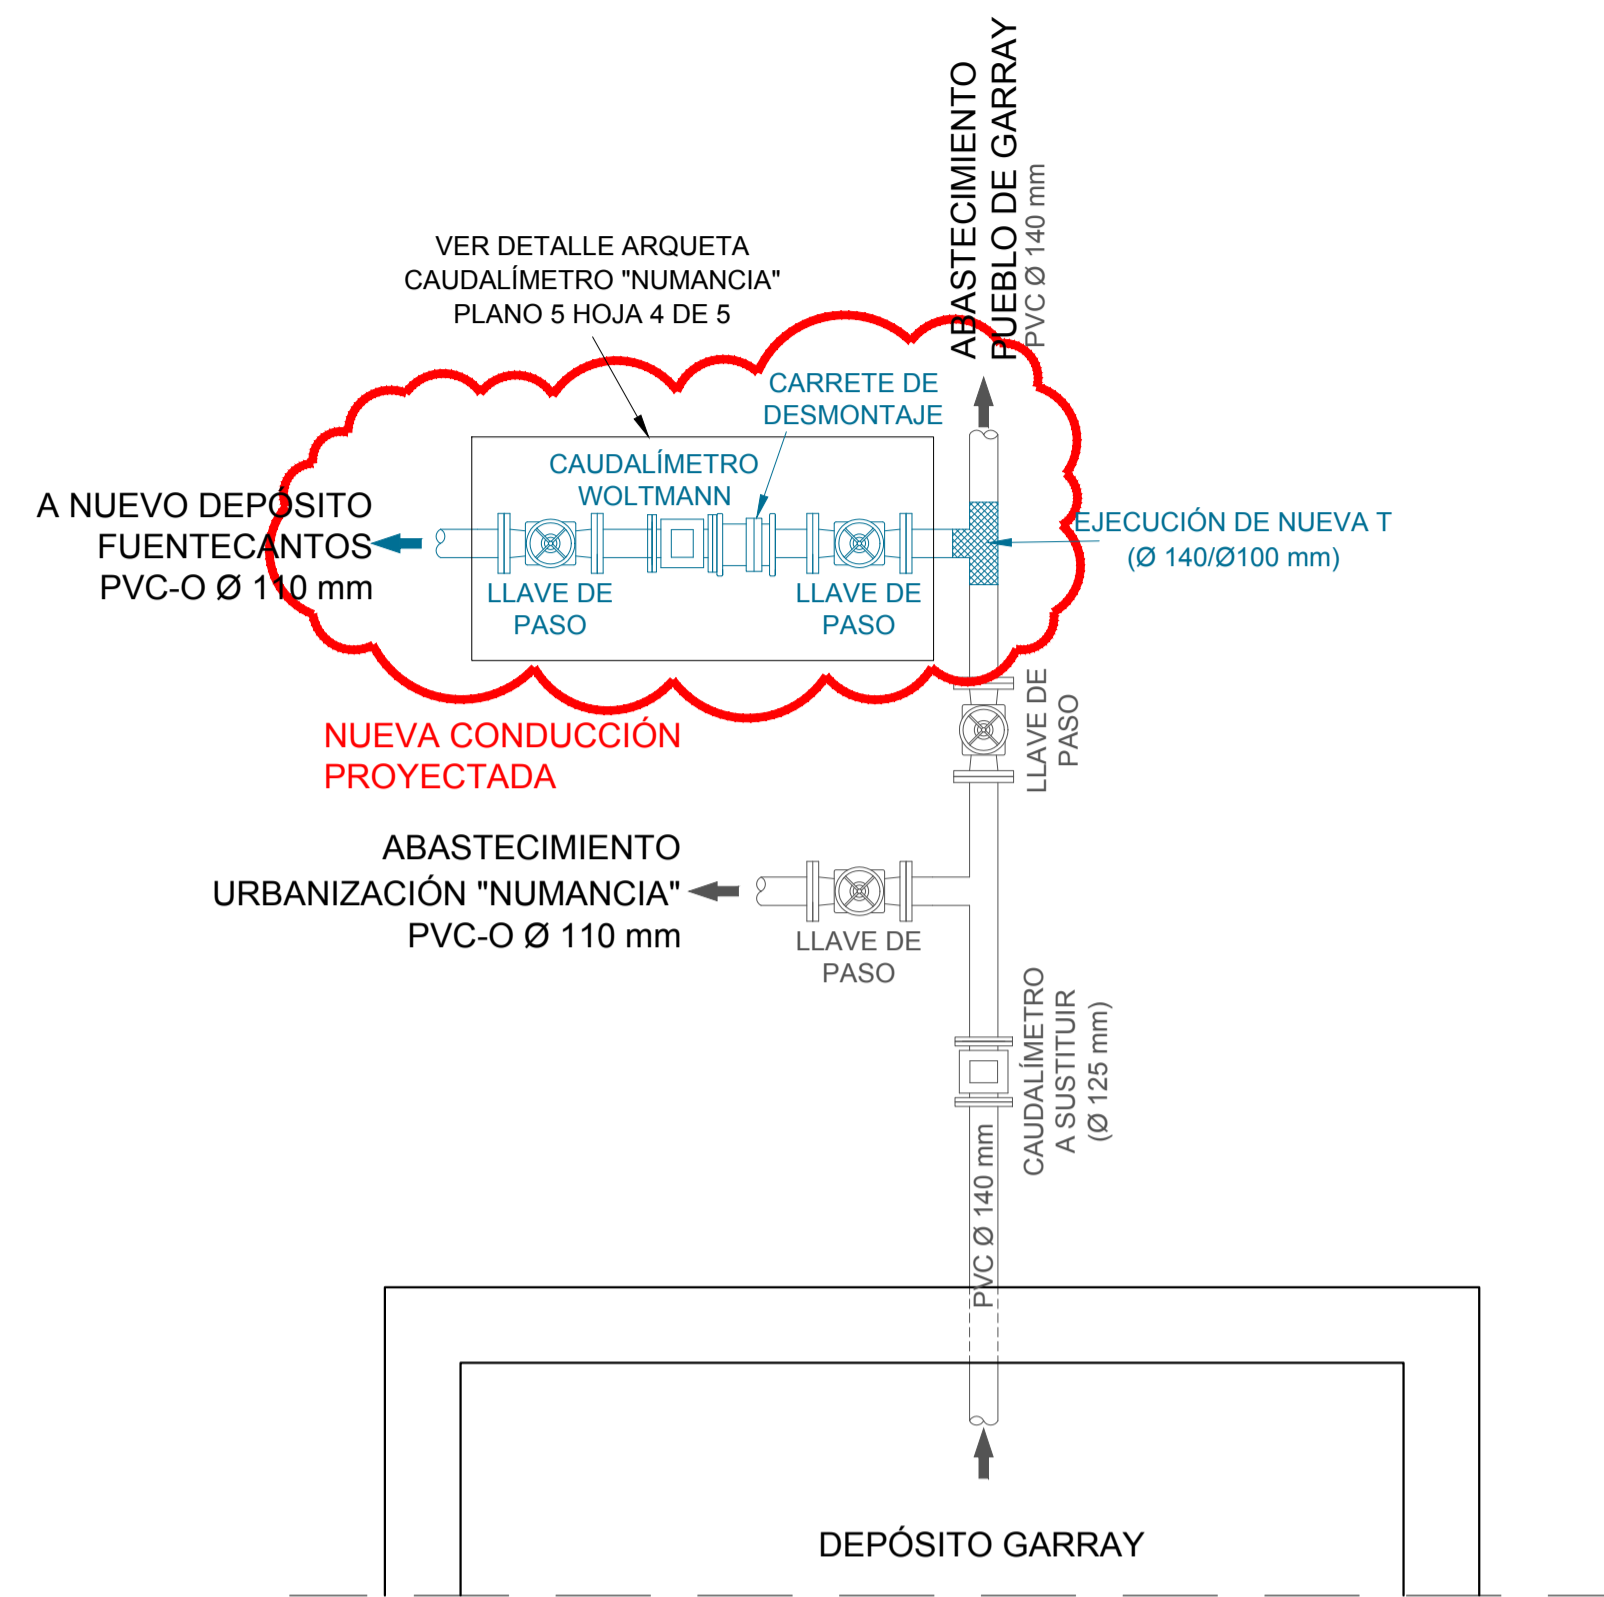 ABASTECIMIENTO
PUEBLO DE GARRAY
PVC Ø 140 mm
VER DETALLE ARQUETA
CAUDALÍMETRO "NUMANCIA"
PLANO 5 HOJA 4 DE 5
CARRETE DE
DESMONTAJE
CAUDALÍMETRO
WOLTMANN
A NUEVO DEPÓSITO
FUENTECANTOS
PVC-O Ø 110 mm
EJECUCIÓN DE NUEVA T
(Ø 140/Ø100 mm)
LLAVE DE
PASO
LLAVE DE
PASO
LLAVE DE
PASO
NUEVA CONDUCCIÓN
PROYECTADA
ABASTECIMIENTO
URBANIZACIÓN "NUMANCIA"
PVC-O Ø 110 mm
LLAVE DE
PASO
CAUDALÍMETRO
A SUSTITUIR
(Ø 125 mm)
PVC Ø 140 mm
DEPÓSITO GARRAY